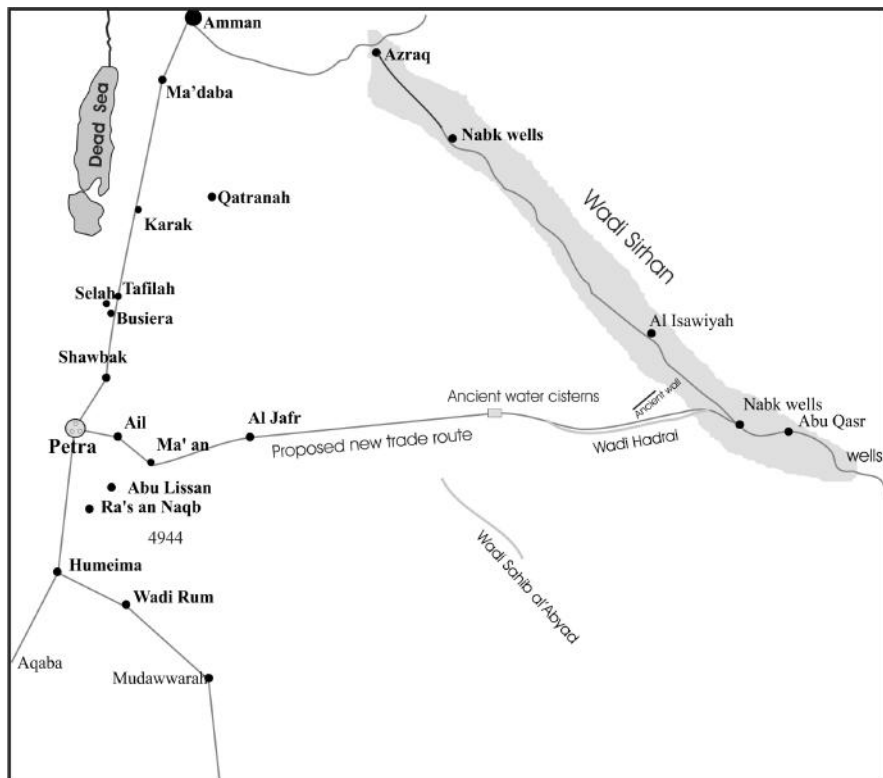 Amman
Azraq
Ma'daba
Dead Sea
Nabk wells
Qatranah
Karak
Wadi Sirhan
Selah
Tafilah
Busiera
Al Isawiyah
Shawbak
Ancient water cisterns
Ancient wall
Nabk wells
Abu Qasr
Petra
Ail
Al Jafr
Ma' an
Proposed new trade route
Wadi Hadrai
wells
Abu Lissan
Ra's an Naqb
4944
Wadi Sahib al'Abyad
Humeima
Wadi Rum
Aqaba
Mudawwarah